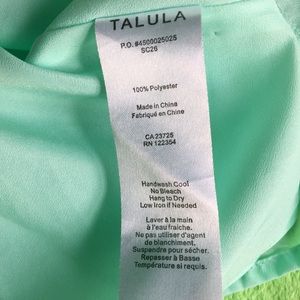 TALULA
P.O. #4500025025
SC26
100% Polyester
Made in China
Fabriqué en Chine
CA 23725
RN 122354
Handwash Cool
No Bleach
Hang to Dry
Low Iron if Needed
Laver à la main
à l'eau fraîche.
Ne pas utiliser d'agent
de blanchiment.
Suspendre pour sécher.
Repasser à Basse
Température si requis.